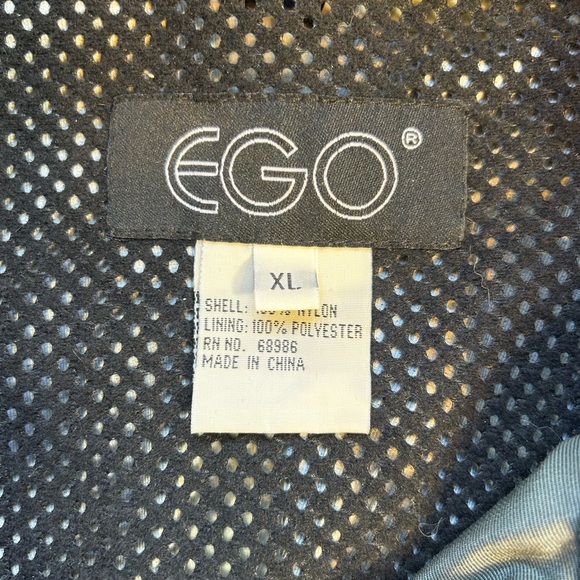 EGO®
XL
SHELL: 100% NYLON
LINING: 100% POLYESTER
RN NO. 68986
MADE IN CHINA